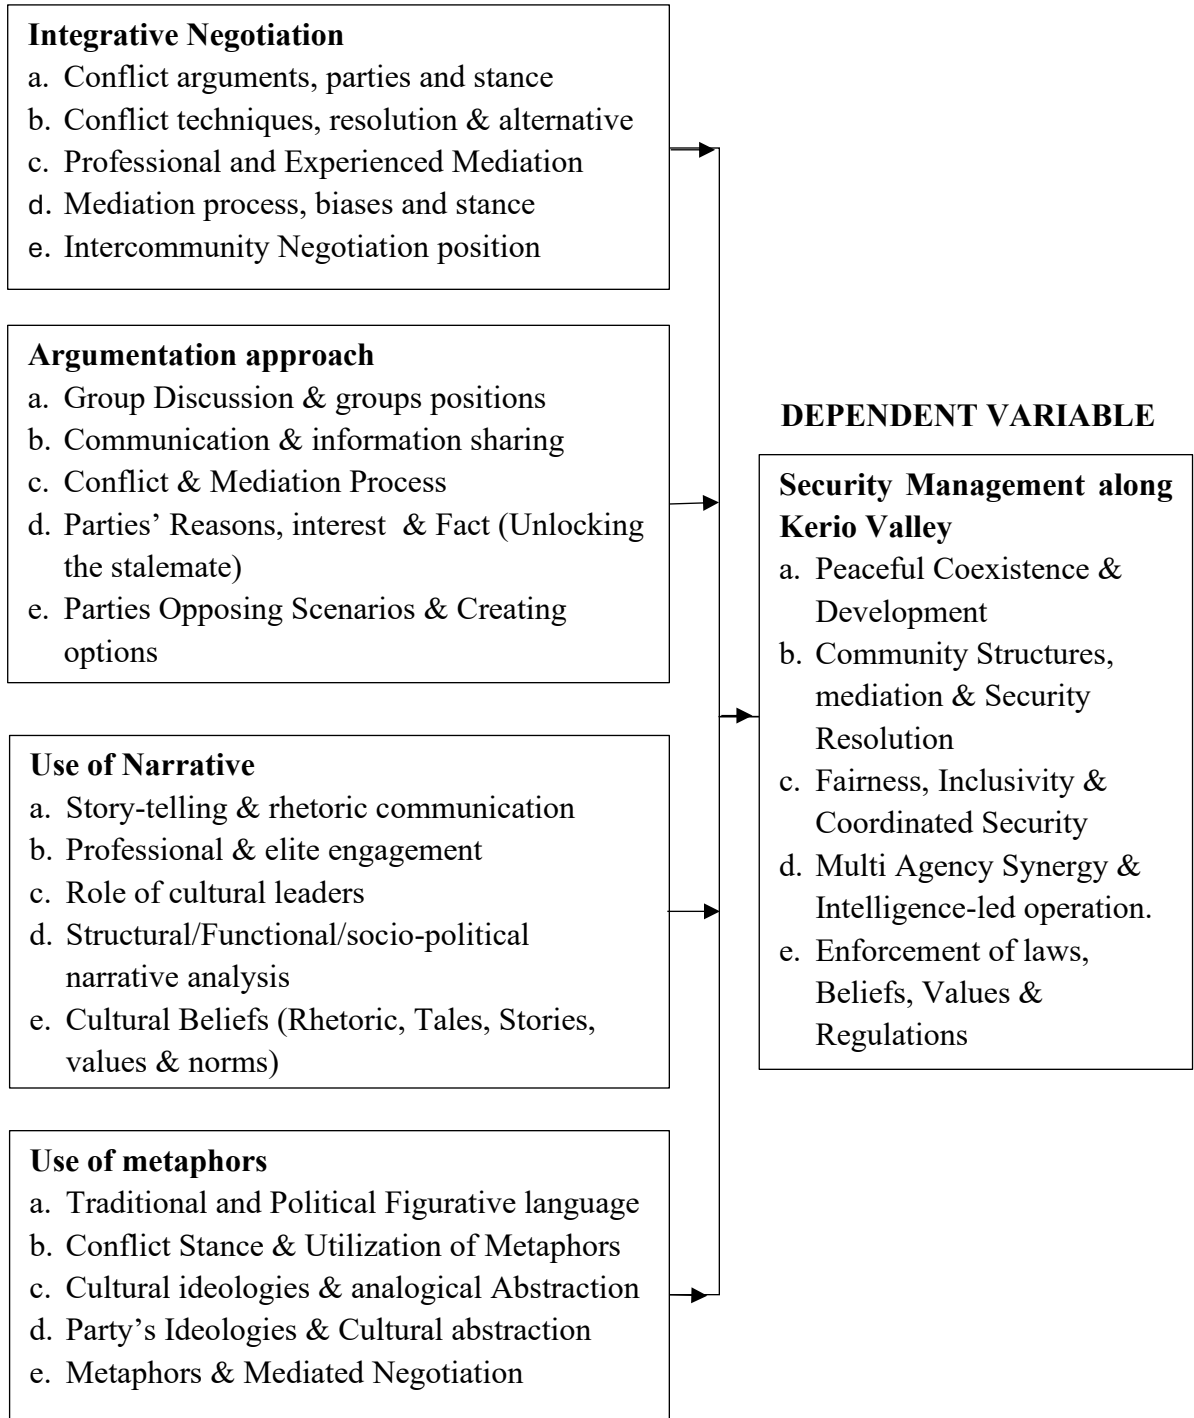 Integrative Negotiation
a. Conflict arguments, parties and stance
b. Conflict techniques, resolution & alternative
c. Professional and Experienced Mediation
d. Mediation process, biases and stance
e. Intercommunity Negotiation position
Argumentation approach
a. Group Discussion & groups positions
b. Communication & information sharing
c. Conflict & Mediation Process
d. Parties’ Reasons, interest & Fact (Unlocking
the stalemate)
e. Parties Opposing Scenarios & Creating
options
Use of Narrative
a. Story-telling & rhetoric communication
b. Professional & elite engagement
c. Role of cultural leaders
d. Structural/Functional/socio-political
narrative analysis
e. Cultural Beliefs (Rhetoric, Tales, Stories,
values & norms)
Use of metaphors
a. Traditional and Political Figurative language
b. Conflict Stance & Utilization of Metaphors
c. Cultural ideologies & analogical Abstraction
d. Party’s Ideologies & Cultural abstraction
e. Metaphors & Mediated Negotiation
DEPENDENT VARIABLE
Security Management along
Kerio Valley
a. Peaceful Coexistence &
Development
b. Community Structures,
mediation & Security
Resolution
c. Fairness, Inclusivity &
Coordinated Security
d. Multi Agency Synergy &
Intelligence-led operation.
e. Enforcement of laws,
Beliefs, Values &
Regulations